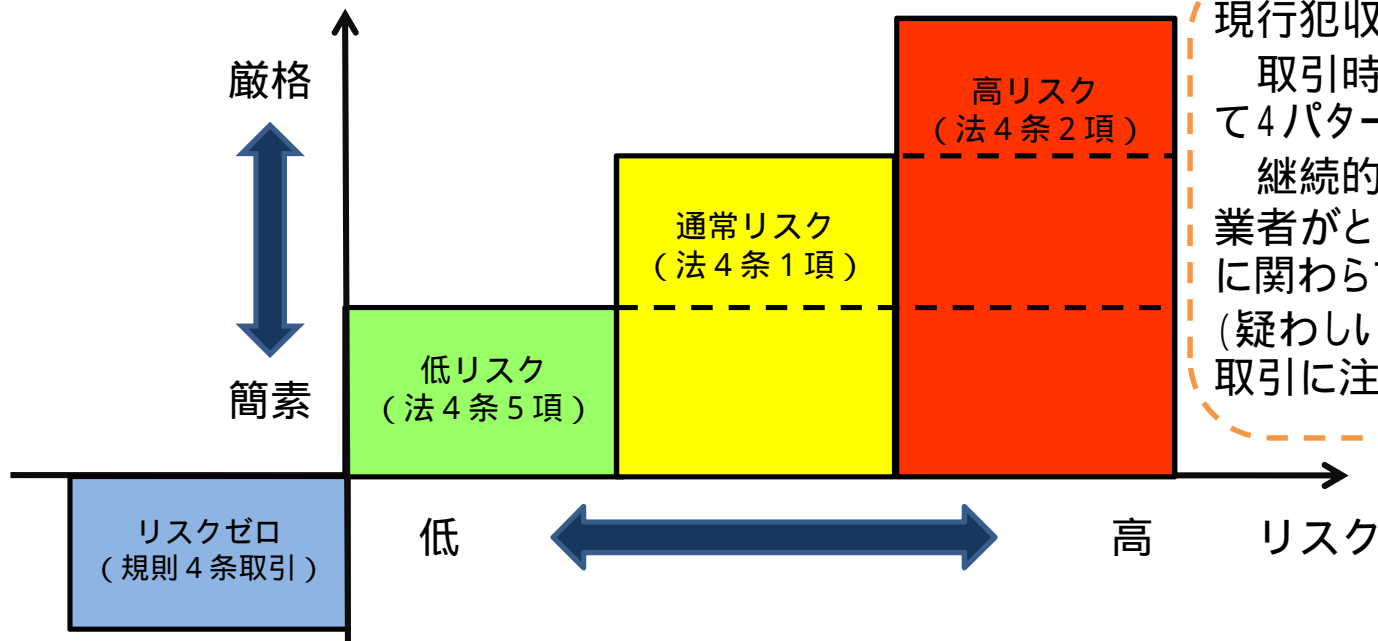 厳格
簡素
高リスク
（法４条２項）
通常リスク
（法４条１項）
低リスク
（法４条５項）
リスクゼロ
（規則４条取引）
低
高
リスク
現行犯収
取引時
て4パター
継続的
業者がと
に関わら
(疑わしい
取引に注